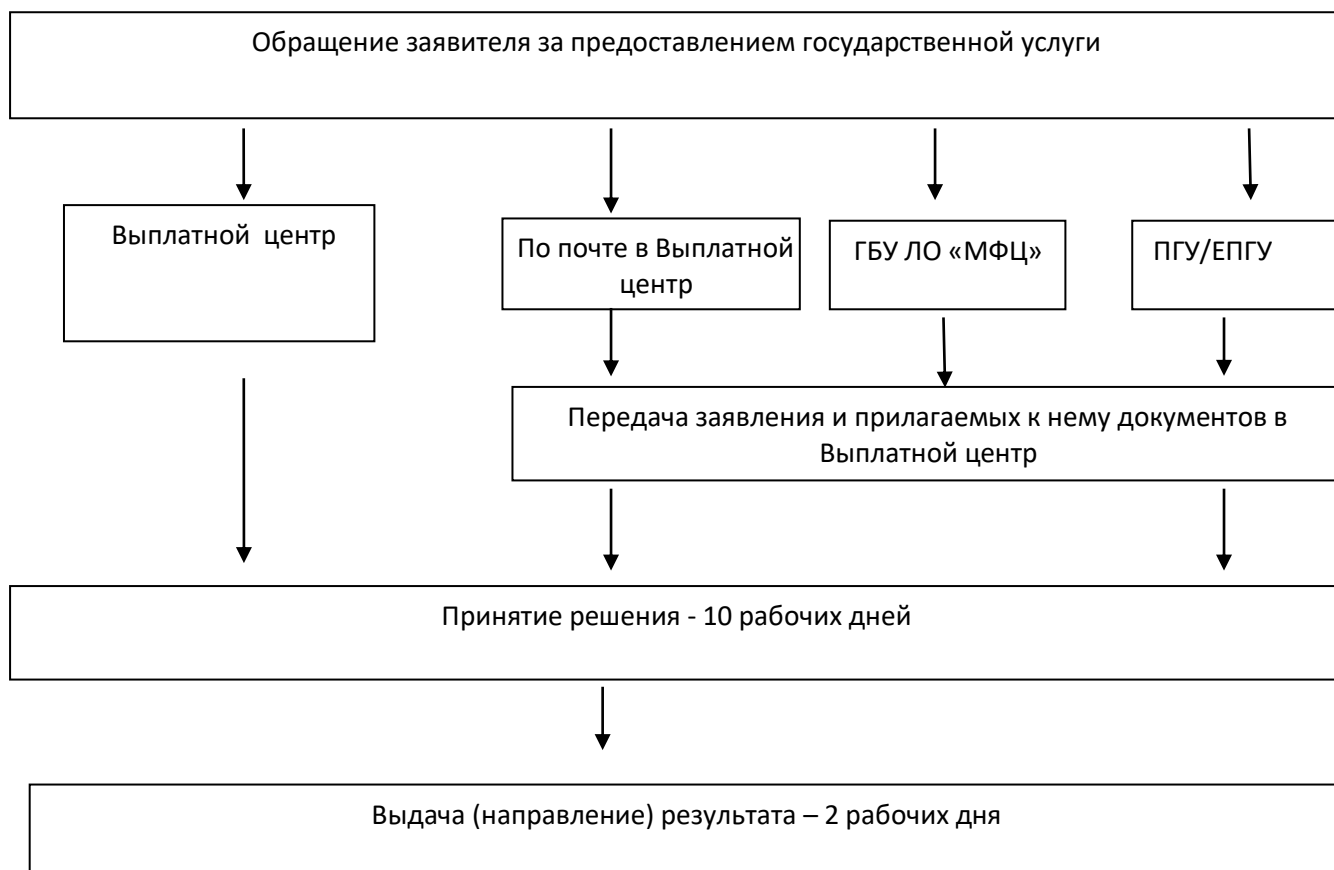 Обращение заявителя за предоставлением государственной услуги
Выплатной центр
По почте в Выплатной
центр
ГБУ ЛО «МФЦ»
ПГУ/ЕПГУ
Передача заявления и прилагаемых к нему документов в
Выплатной центр
Принятие решения - 10 рабочих дней
Выдача (направление) результата – 2 рабочих дня